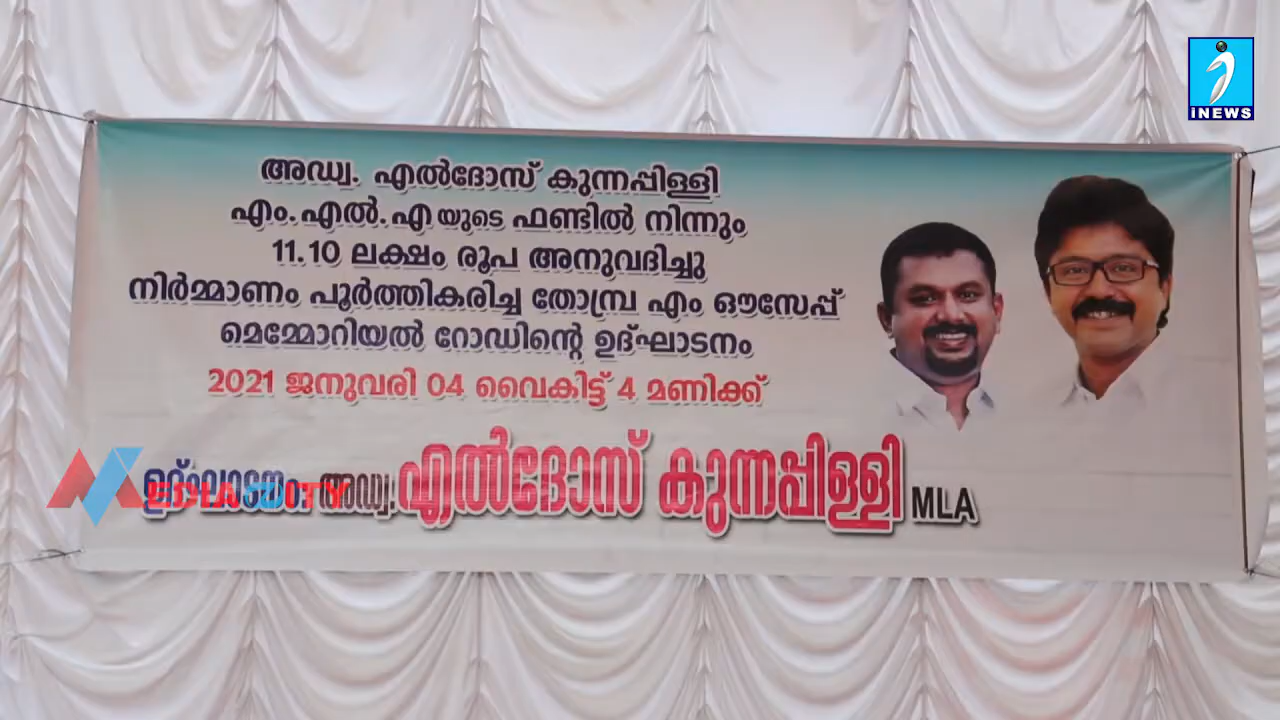 iNEWS
അഡ്വ. എൽദോസ് കുന്നപ്പിള്ളി
എം.എൽ.എ യുടെ ഫണ്ടിൽ നിന്നും
11.10 ലക്ഷം രൂപ അനുവദിച്ചു
നിർമ്മാണം പൂർത്തികരിച്ച തോമ്പ്ര എം ഔസേപ്പ്
മെമ്മോറിയൽ റോഡിന്റെ ഉദ്ഘാടനം
2021 ജനുവരി 04 വൈകിട്ട് 4 മണിക്ക്
ഉദ്ഘാടനം: അഡ്വ. എൽദോസ് കുന്നപ്പിള്ളി MLA
MEDIACITY